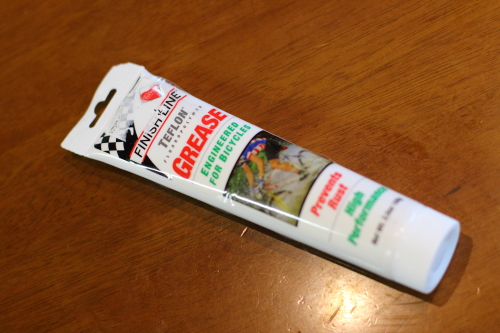 FINISH LINE
TEFLON
GREASE
ENGINEERED
FOR BICYCLES
Prevents
Rust
High
Performance